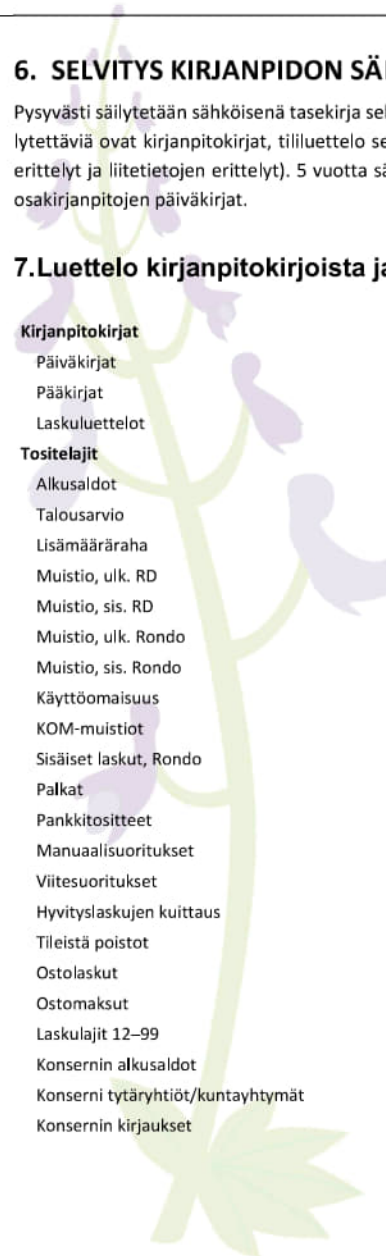 6. SELVITYS KIRJANPIDON
Pysyvästi säilytetään sähköisenä tasekirja
lytettäviä ovat kirjanpitokirjat, tililuettelo
erittelyt ja liitetietojen erittelyt). 5 vuotta
osakirjanpitojen päiväkirjat.
7.Luettelo kirjanpitokirjoista
Kirjanpitokirjat
Päiväkirjat
Pääkirjat
Laskuluettelot
Tositelajit
Alkusaldot
Talousarvio
Lisämääräraha
Muistio, ulk. RD
Muistio, sis. RD
Muistio, ulk. Rondo
Muistio, sis. Rondo
Käyttöomaisuus
KOM-muistiot
Sisäiset laskut, Rondo
Palkat
Pankkitositteet
Manuaalisuoritukset
Viitesuoritukset
Hyvityslaskujen kuittaus
Tileistä poistot
Ostolaskut
Ostomaksut
Laskulajit 12–99
Konsernin alkusaldot
Konserni tytäryhtiöt/kuntayhtymät
Konsernin kirjaukset